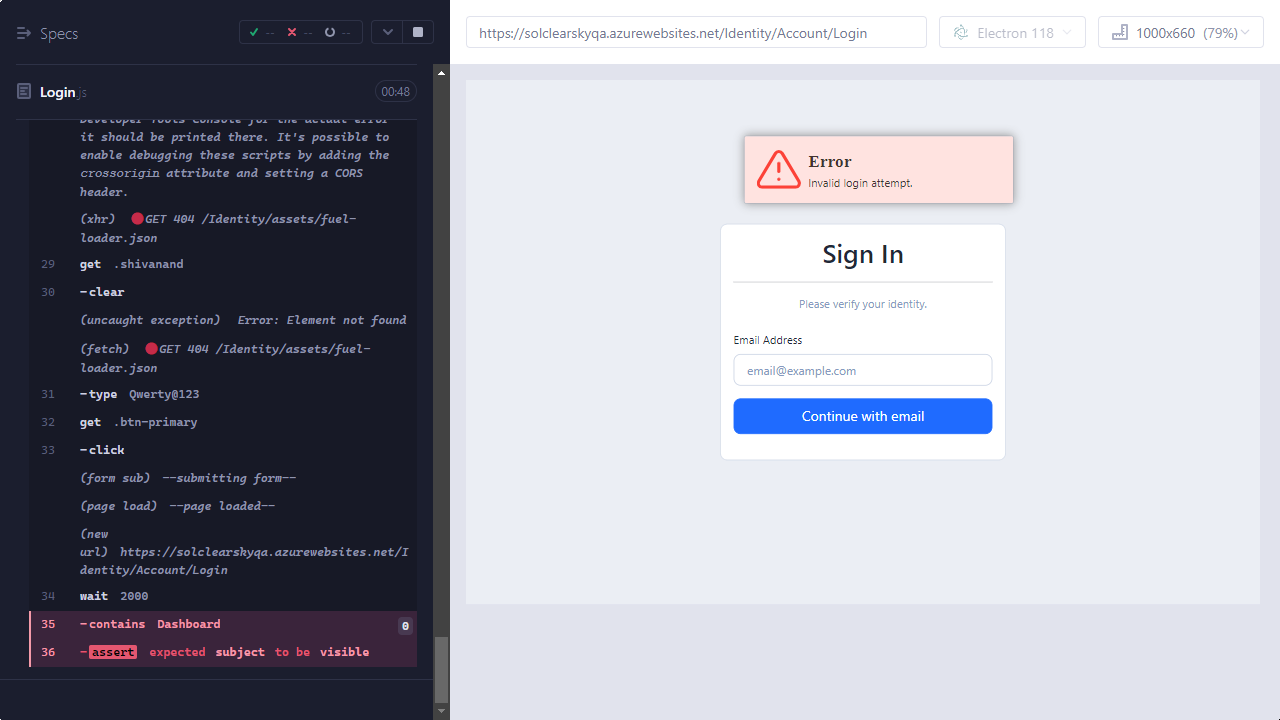 Specs
-- -- --
https://solclearskyqa.azurewebsites.net/Identity/Account/Login
Electron 118
1000x660 (79%)
Login.js
00:48
Developer Tools Console for the actual error
it should be printed there. It's possible to
enable debugging these scripts by adding the
crossorigin attribute and setting a CORS
header.
(xhr) GET 404 /Identity/assets/fuel-
loader.json
29 get .shivanand
30 -clear
(uncaught exception) Error: Element not found
(fetch) GET 404 /Identity/assets/fuel-
loader.json
31 -type Qwerty@123
32 get .btn-primary
33 -click
(form sub) --submitting form--
(page load) --page loaded--
(new
url) https://solclearskyqa.azurewebsites.net/I
dentity/Account/Login
34 wait 2000
35 -contains Dashboard 0
36 -assert expected subject to be visible
Error
Invalid login attempt.
Sign In
Please verify your identity.
Email Address
email@example.com
Continue with email